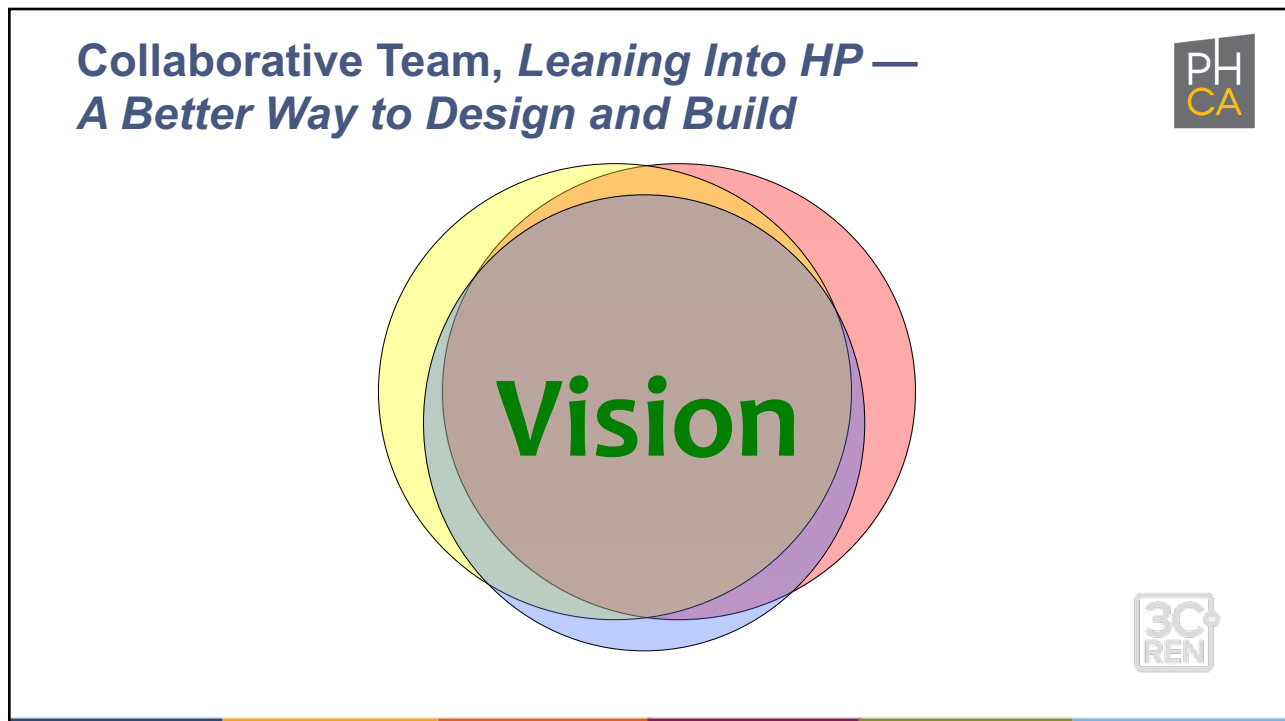 Collaborative Team, Leaning Into HP —
A Better Way to Design and Build
PH
CA
Vision
3C
REN